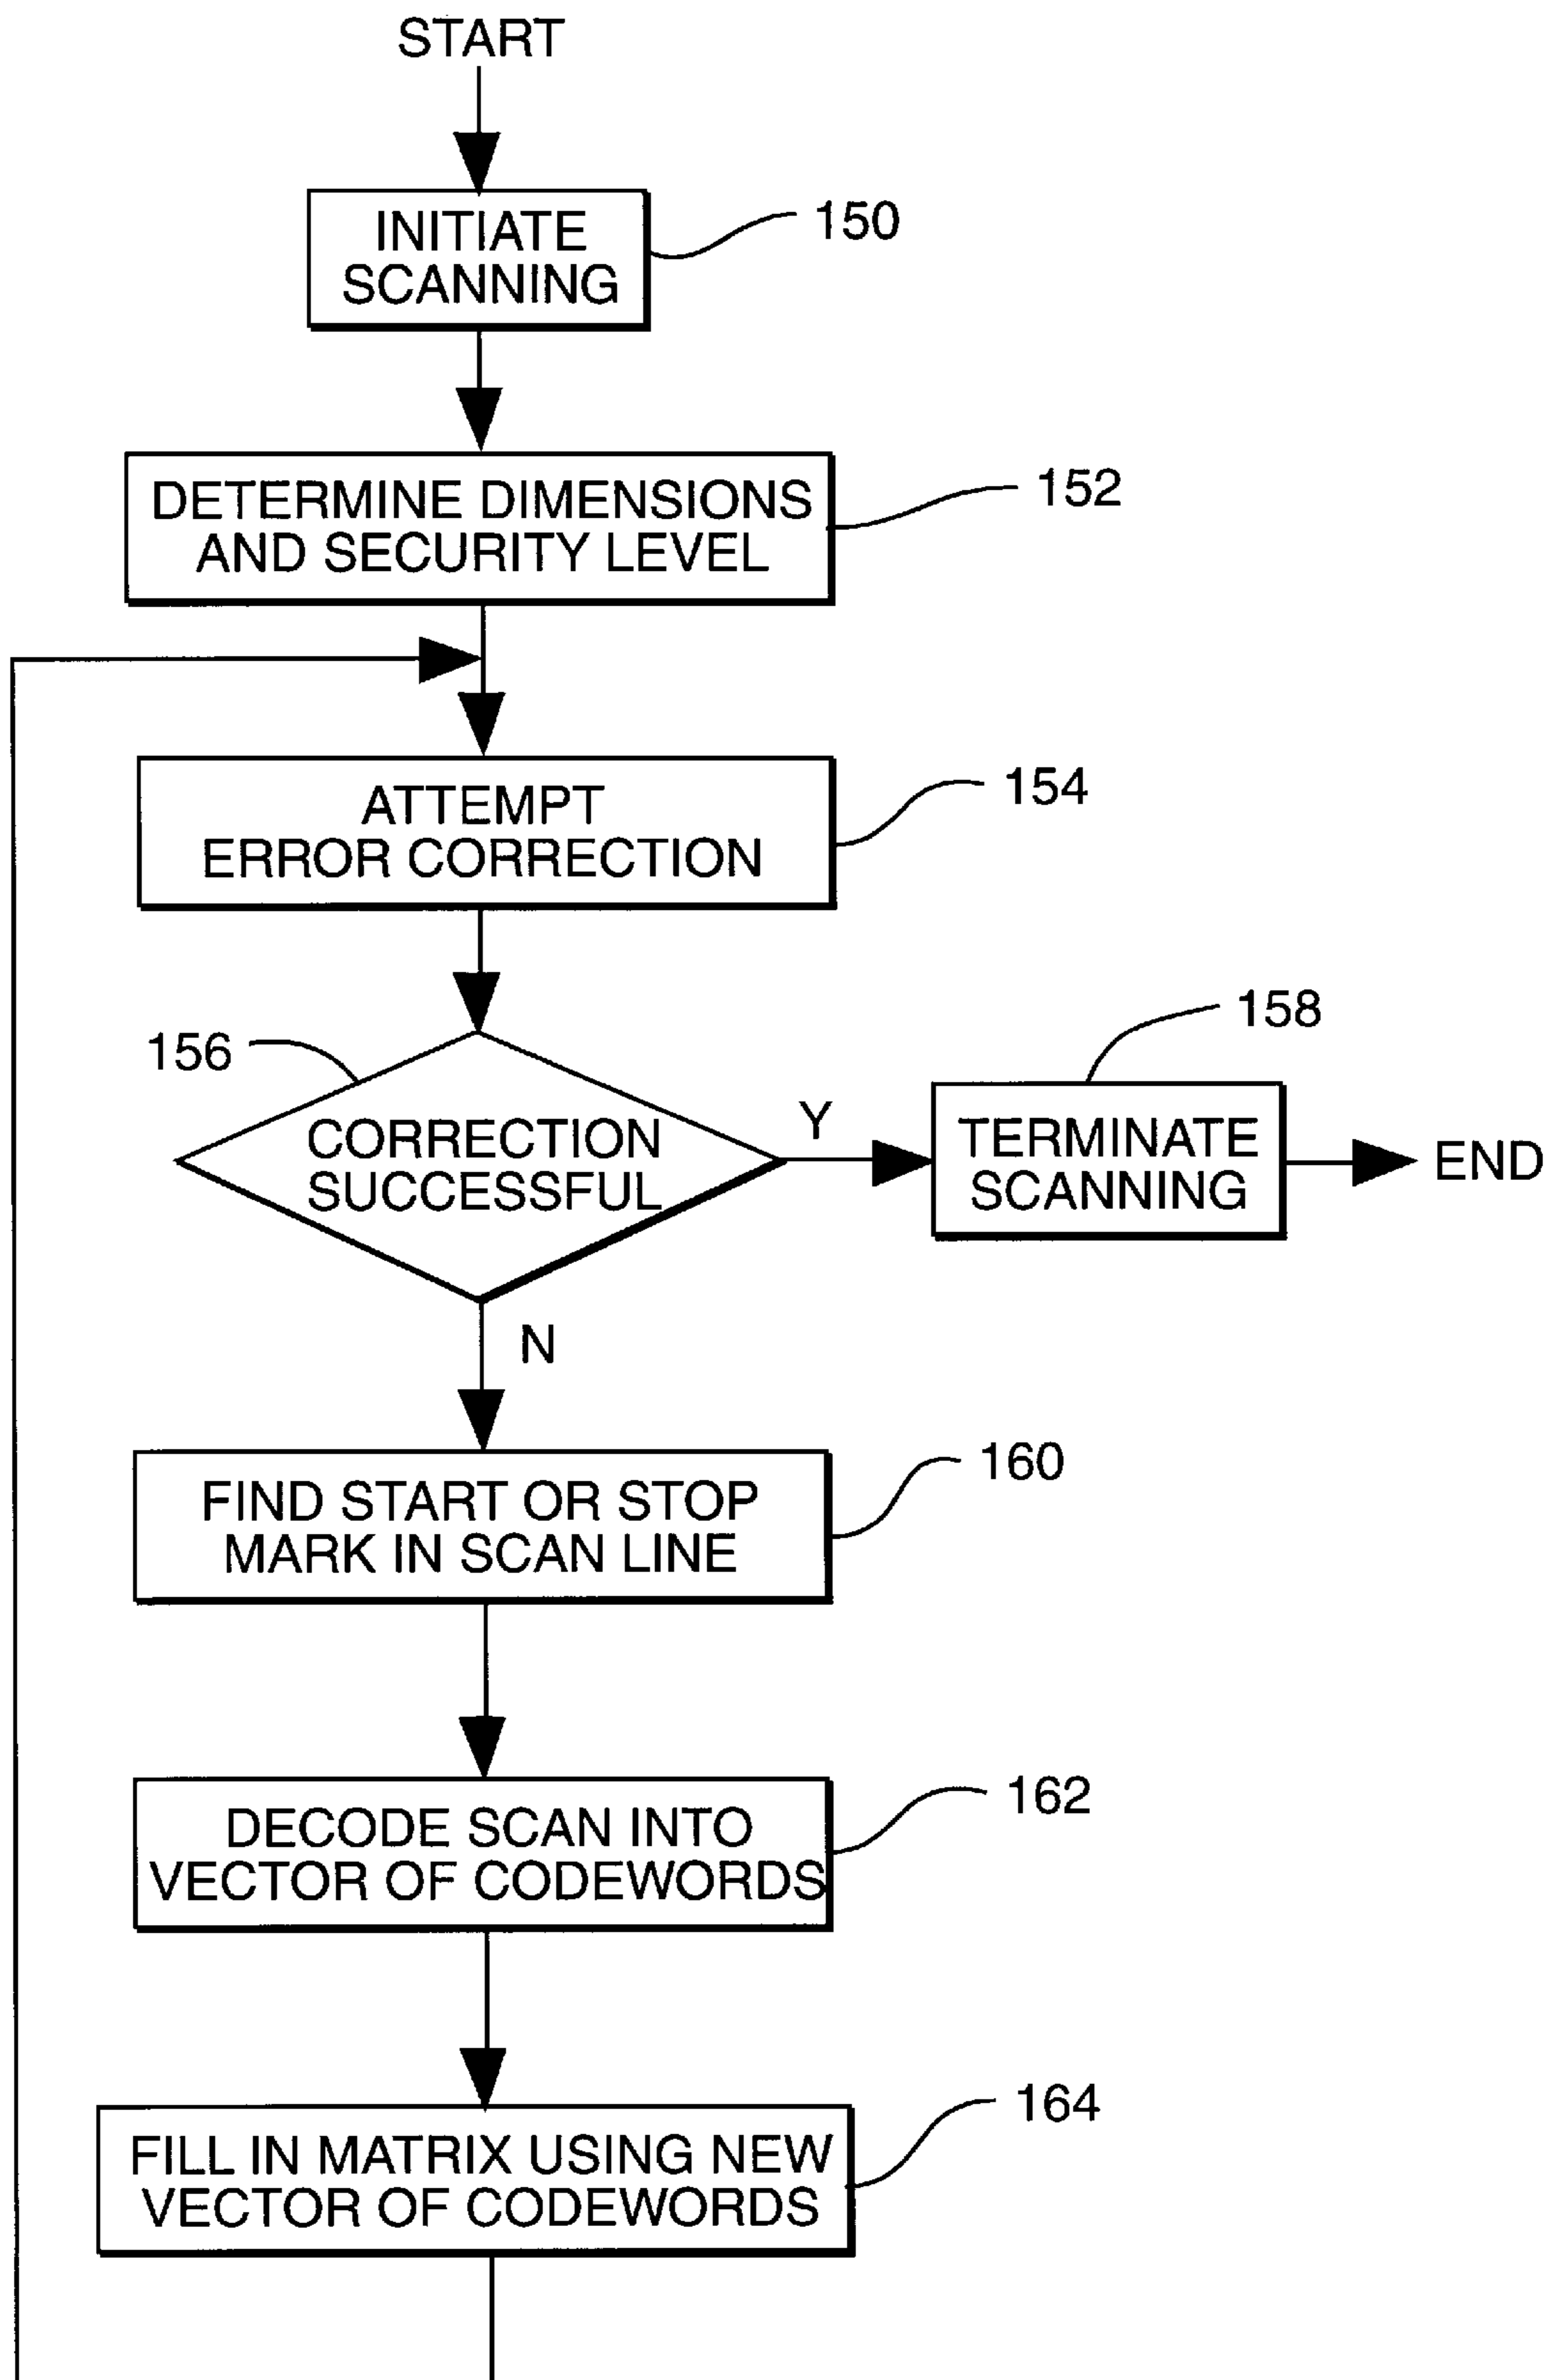 START
INITIATE
SCANNING
150
DETERMINE DIMENSIONS
AND SECURITY LEVEL
152
ATTEMPT
ERROR CORRECTION
154
156
CORRECTION
SUCCESSFUL
Y
158
TERMINATE
SCANNING
END
N
FIND START OR STOP
MARK IN SCAN LINE
160
DECODE SCAN INTO
VECTOR OF CODEWORDS
162
FILL IN MATRIX USING NEW
VECTOR OF CODEWORDS
164